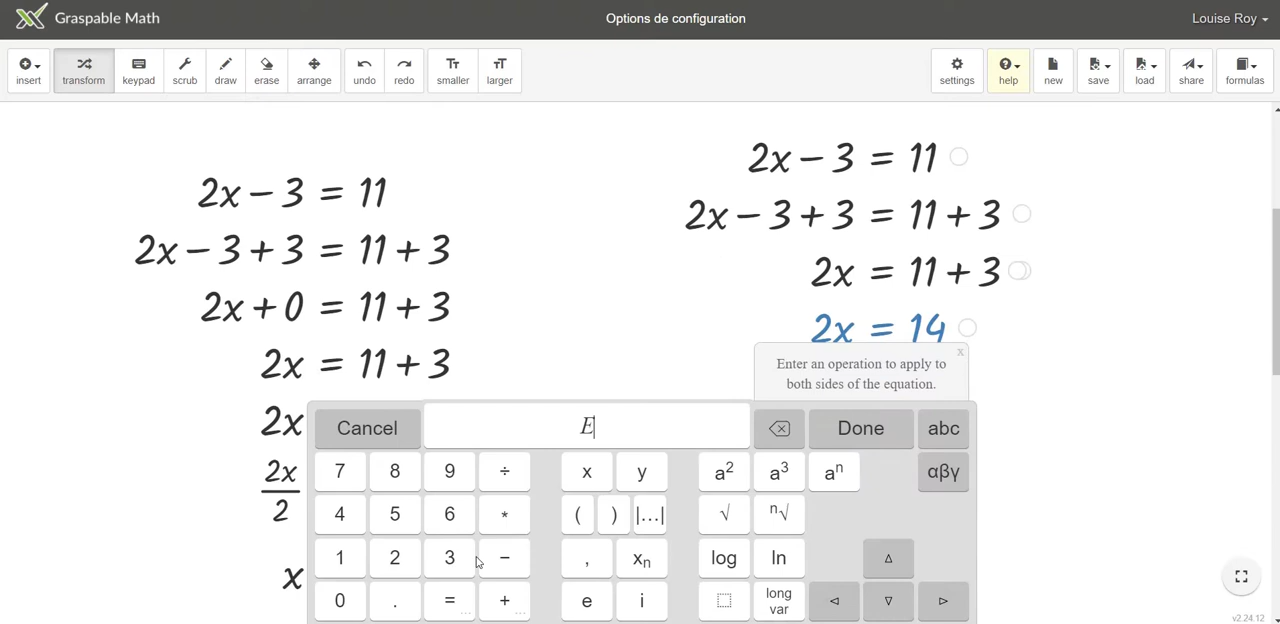 Graspable Math Options de configuration Louise Roy
insert transform keypad scrub draw erase arrange undo redo smaller larger settings help new save load share formulas
2x − 3 = 11
2x − 3 + 3 = 11 + 3
2x + 0 = 11 + 3
2x = 11 + 3
2x
2x
2
x
2x − 3 = 11
2x − 3 + 3 = 11 + 3
2x = 11 + 3
2x = 14
x
Enter an operation to apply to
both sides of the equation.
Cancel E Done abc
7 8 9 ÷ x y a² a³ aⁿ αβγ
4 5 6 * ( ) |...| √ ⁿ√
1 2 3 − , xₙ log ln
0 . = ... + ... e i long
var
v2.24.12